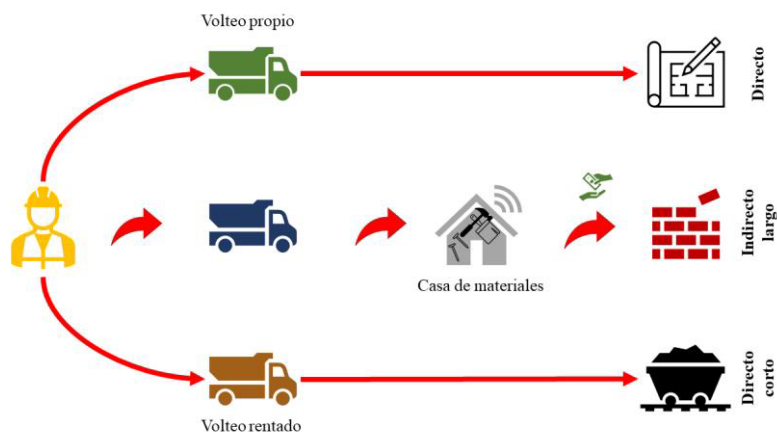 Volteo propio
Directo
Casa de materiales
Indirecto
largo
Volteo rentado
Directo
corto